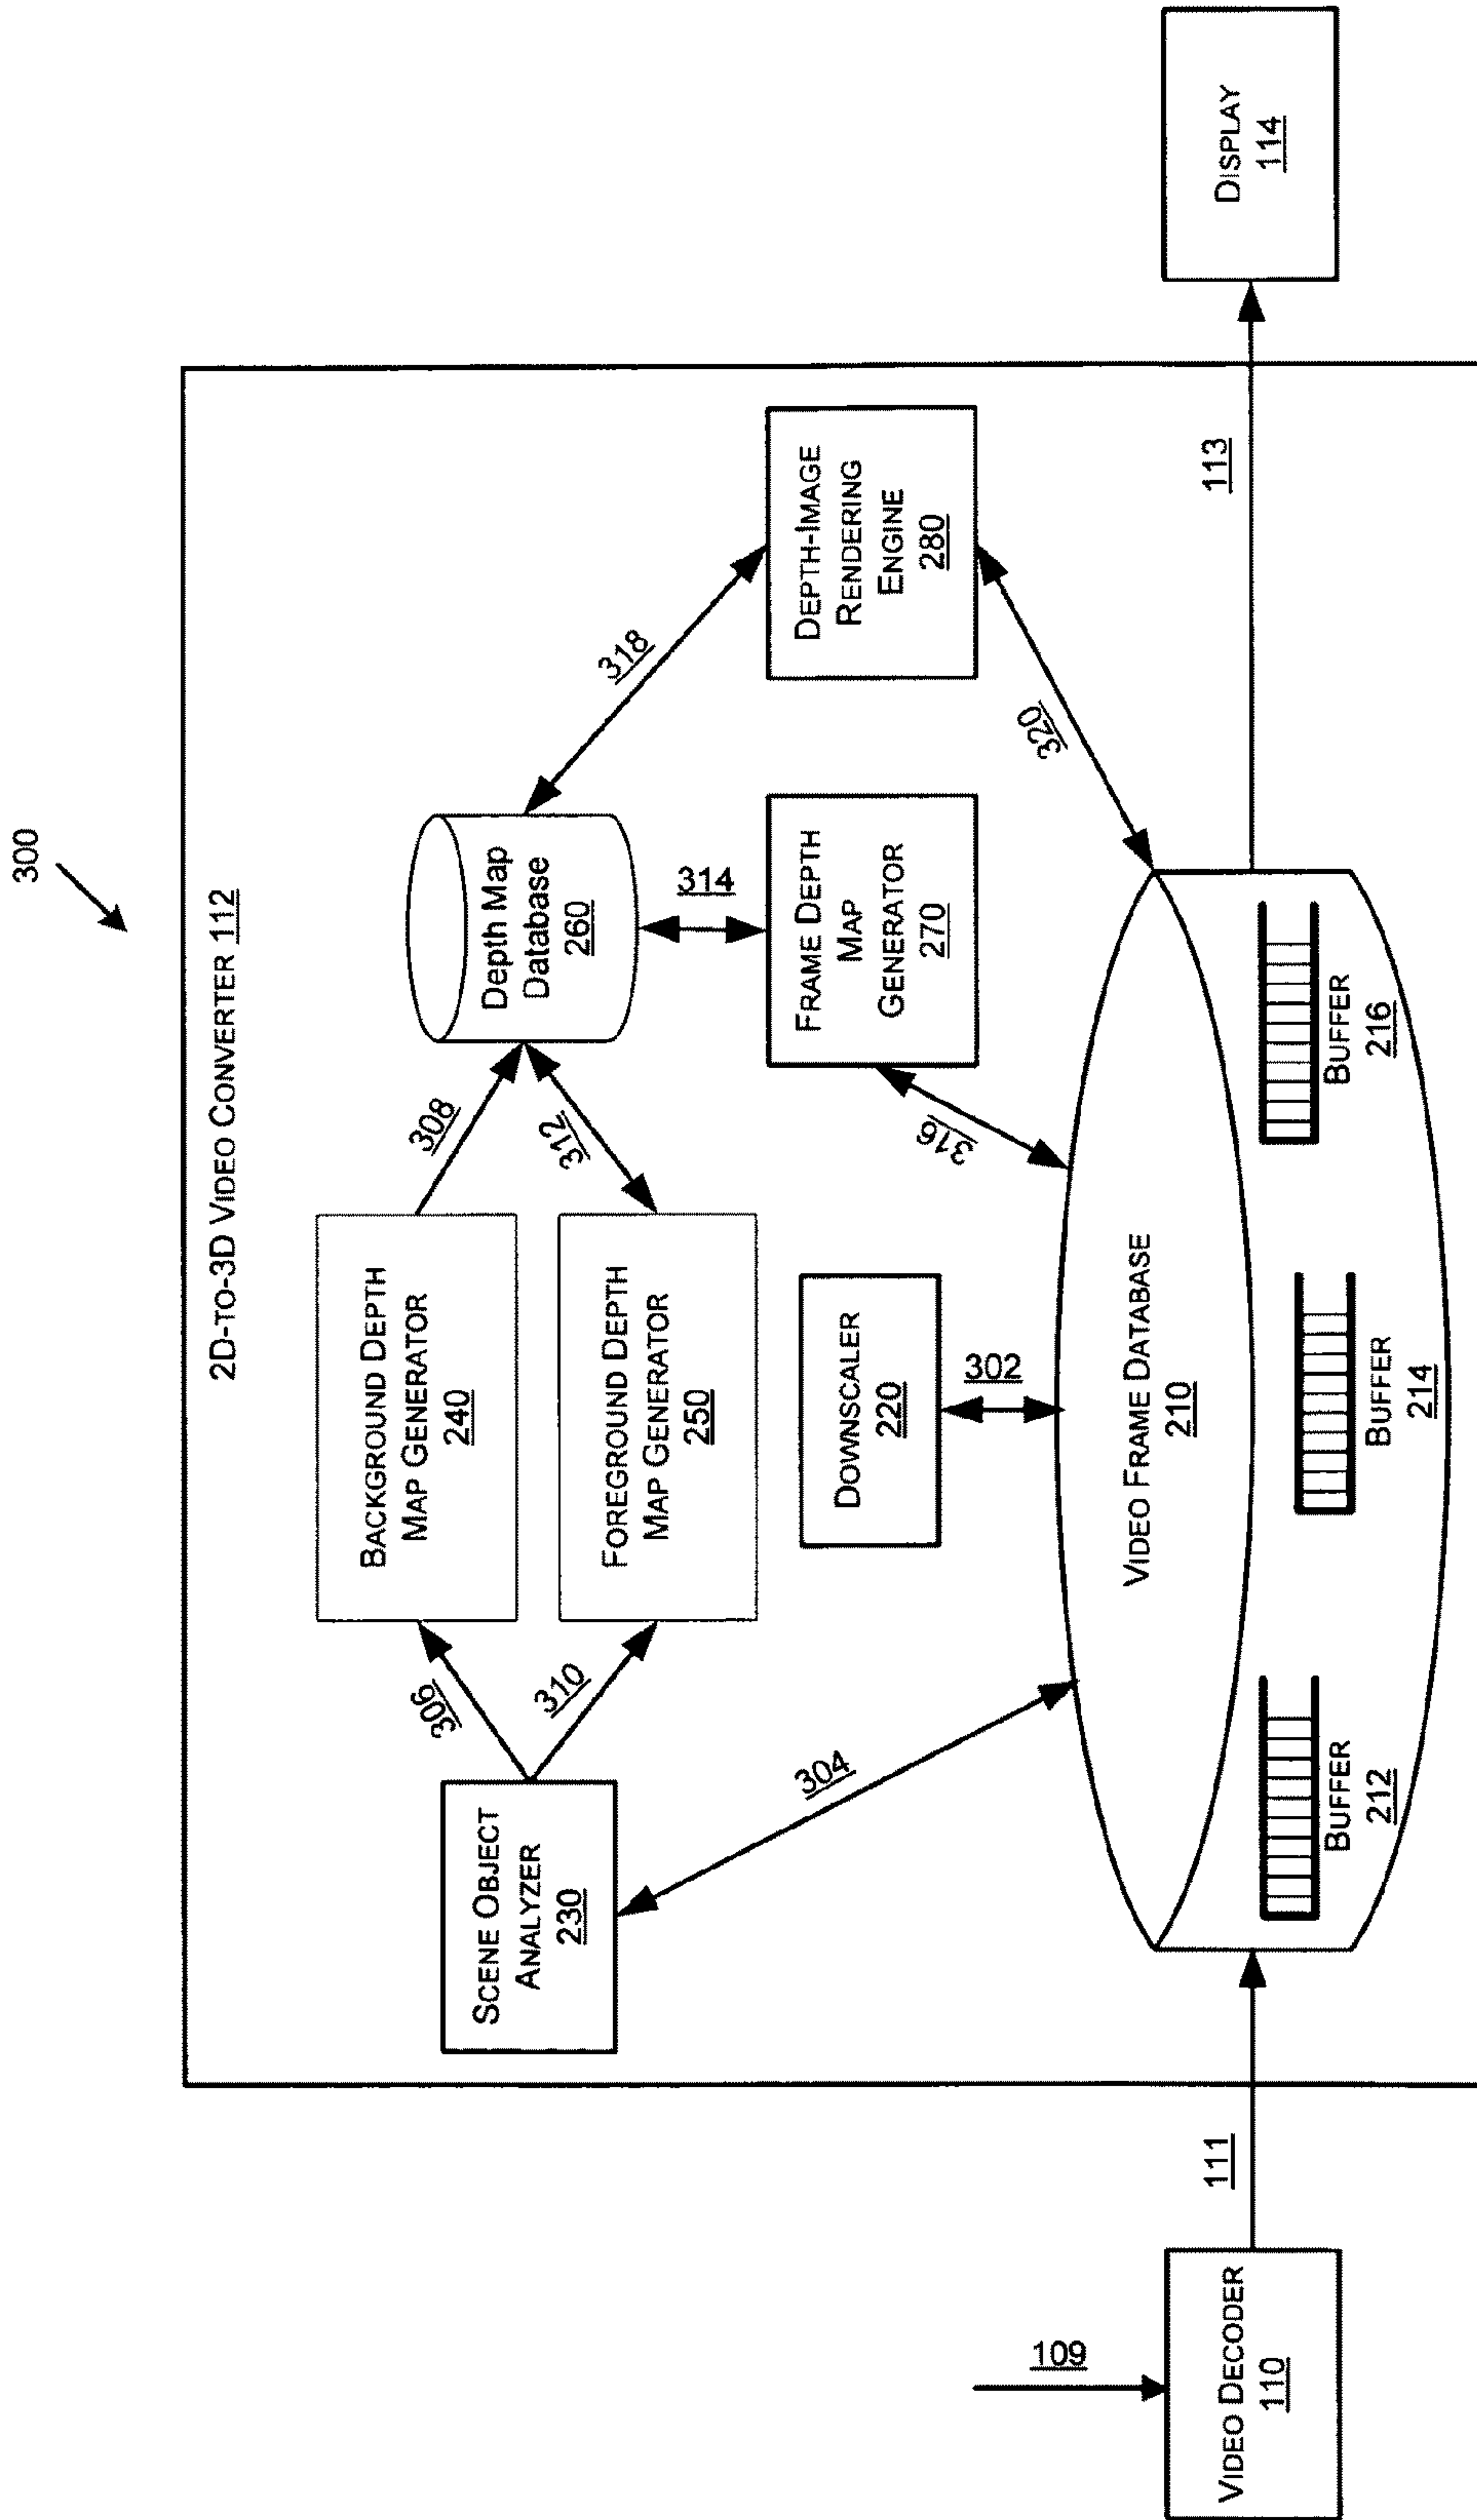 300
2D-TO-3D VIDEO CONVERTER 112
BACKGROUND DEPTH
MAP GENERATOR
240
306
308
SCENE OBJECT
ANALYZER
230
310
FOREGROUND DEPTH
MAP GENERATOR
250
312
Depth Map
Database
260
318
314
304
DOWNSCALER
220
302
FRAME DEPTH
MAP
GENERATOR
270
316
DEPTH-IMAGE
RENDERING
ENGINE
280
320
109
VIDEO DECODER
110
111
VIDEO FRAME DATABASE
210
BUFFER
212
BUFFER
214
BUFFER
216
113
DISPLAY
114